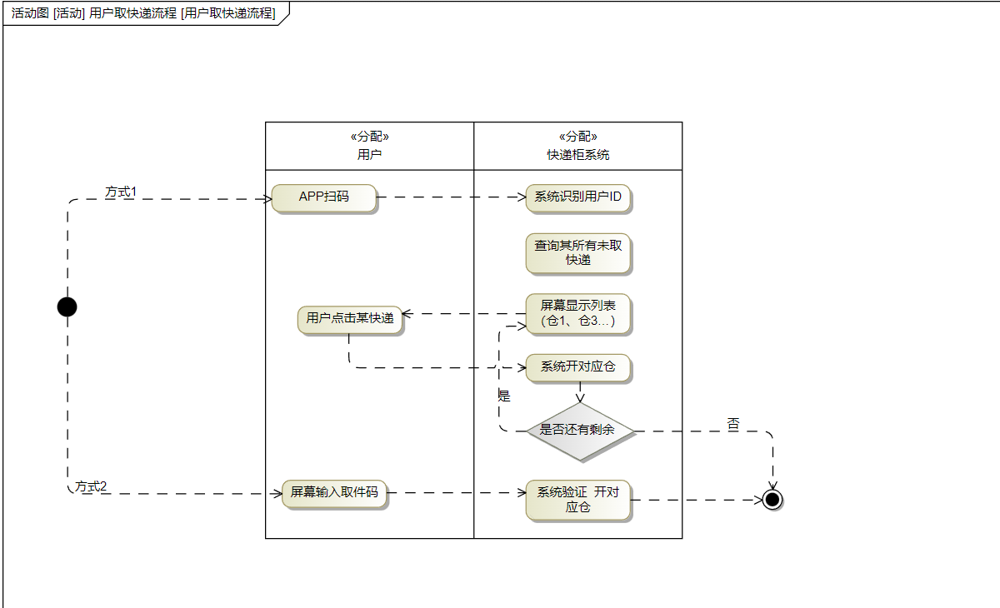 活动图 [活动] 用户取快递流程 [用户取快递流程]
«分配»
用户
«分配»
快递柜系统
方式1
APP扫码
系统识别用户ID
查询其所有未取
快递
屏幕显示列表
（仓1、仓3...）
用户点击某快递
系统开对应仓
是
是否还有剩余
否
方式2
屏幕输入取件码
系统验证 开对
应仓